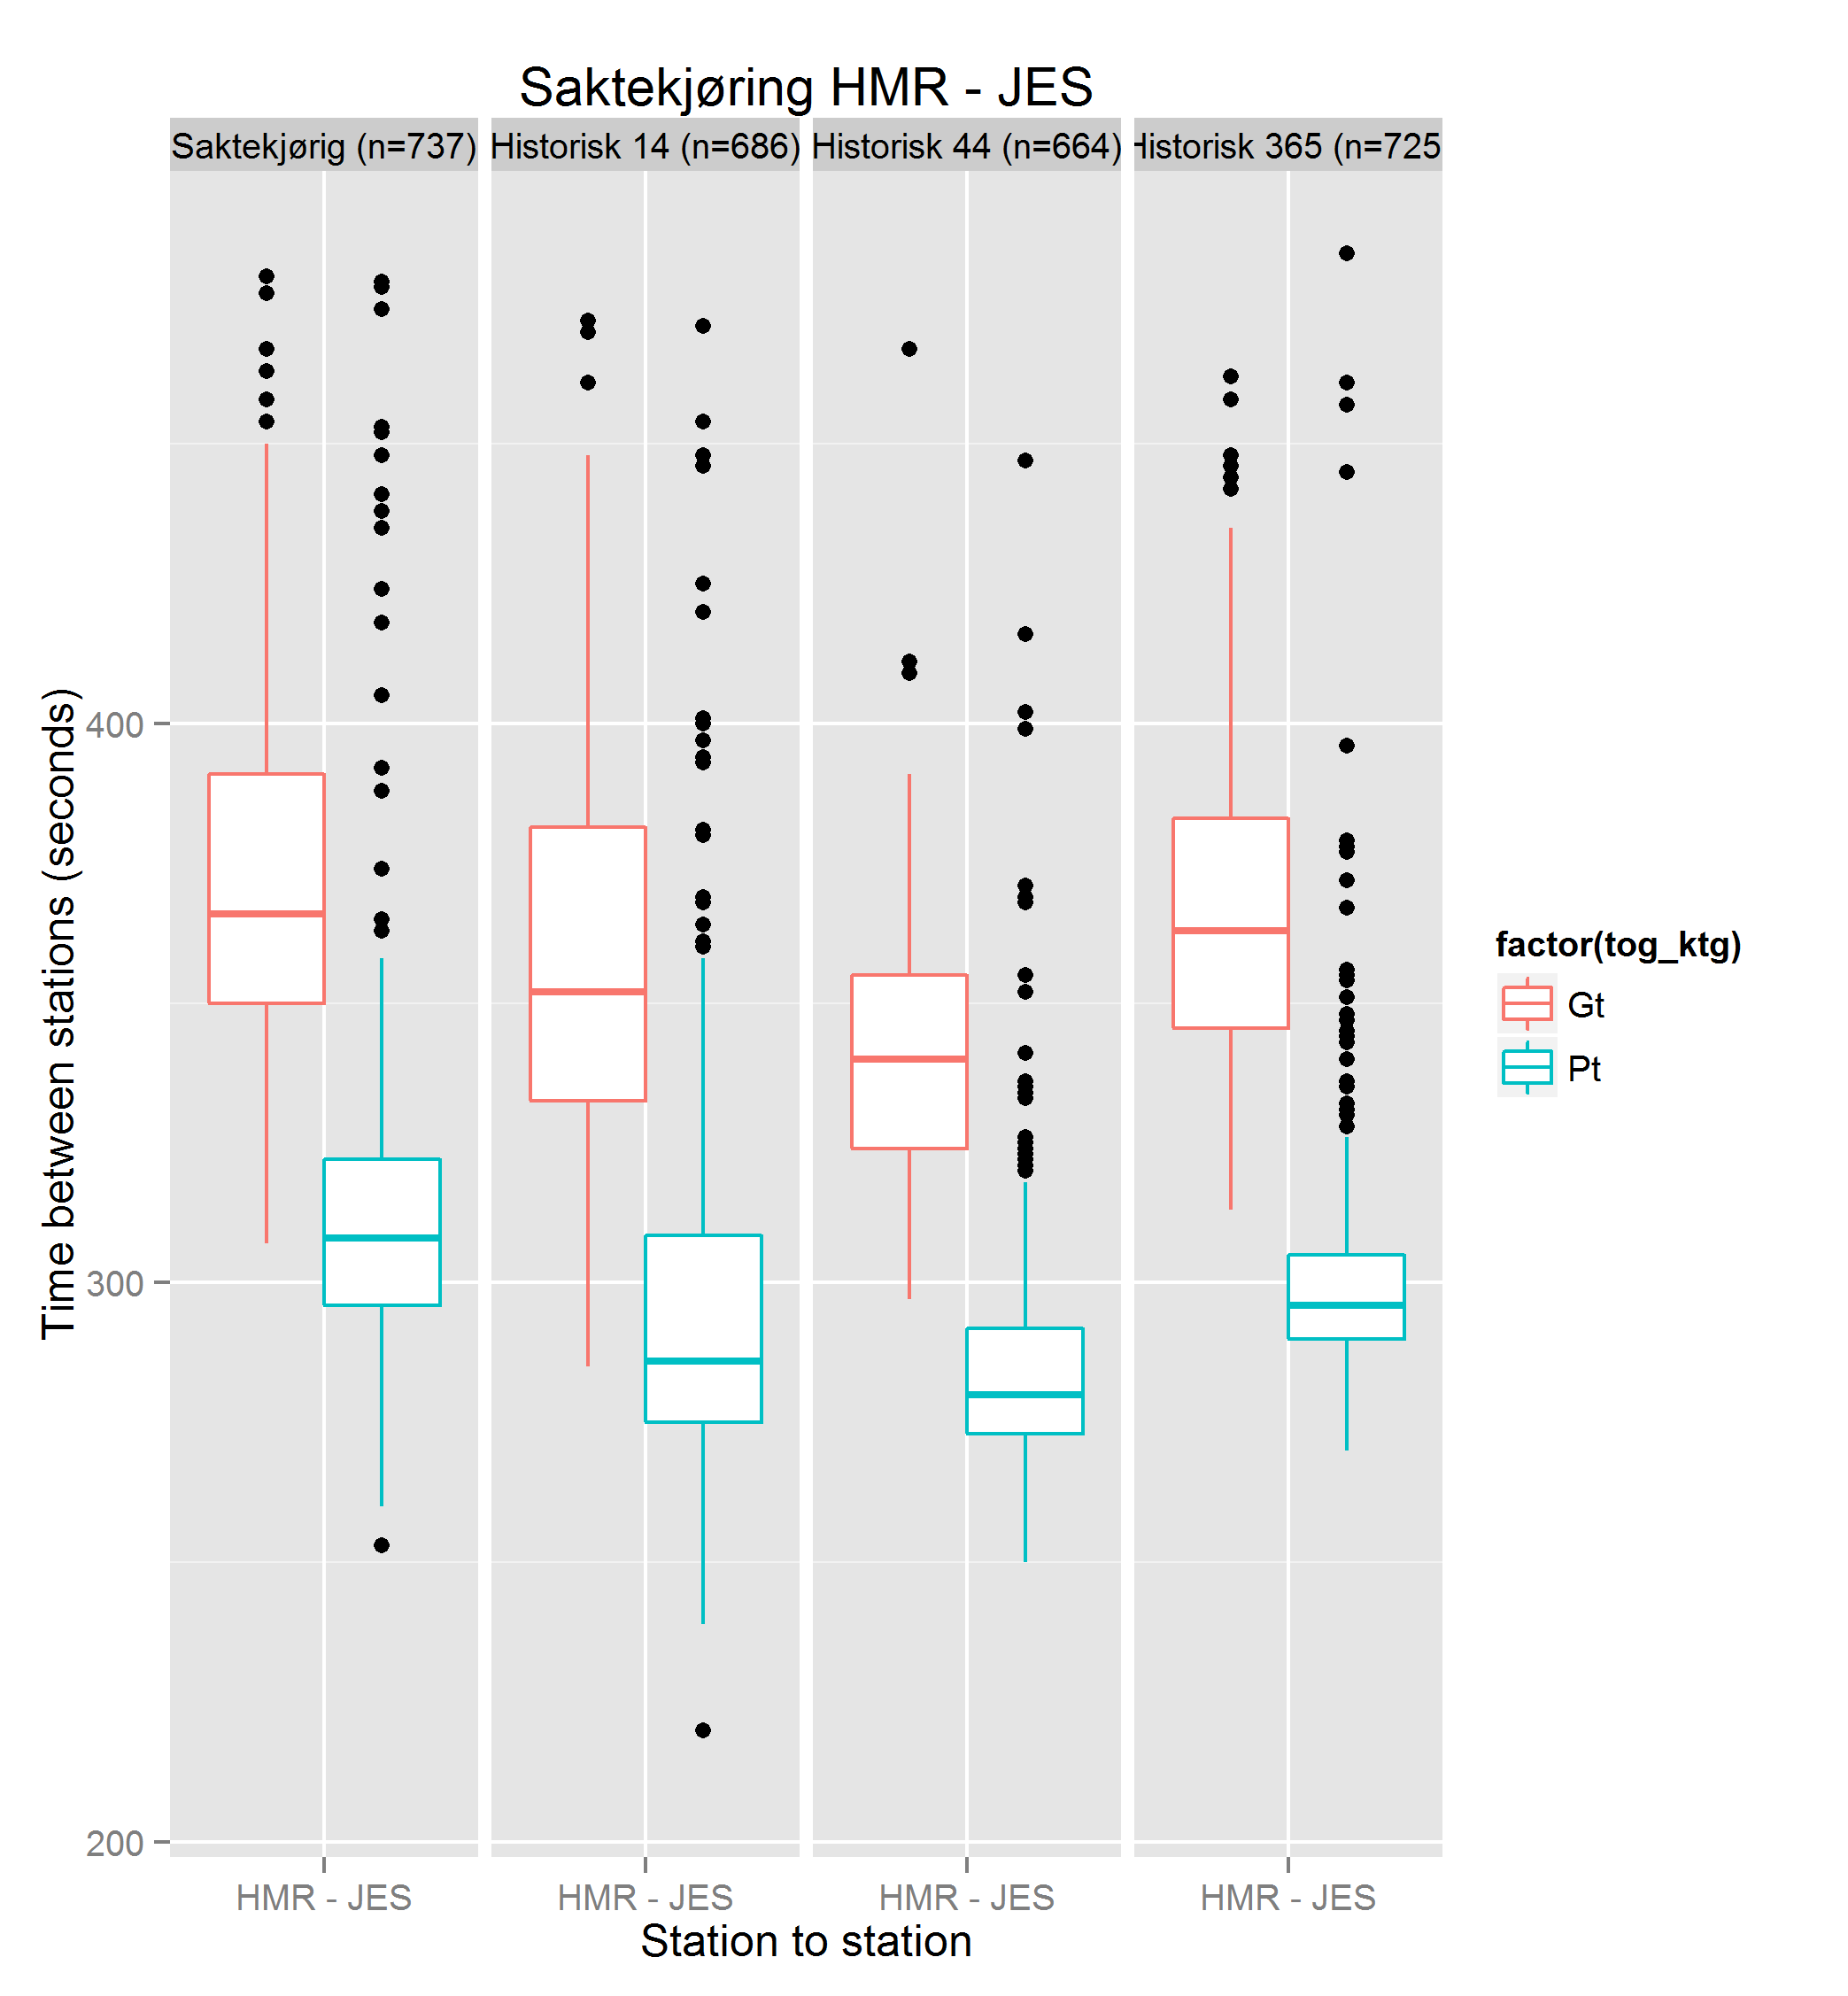 Saktekjøring HMR - JES
Saktekjørig (n=737)
Historisk 14 (n=686)
Historisk 44 (n=664)
Historisk 365 (n=725
Time between stations (seconds)
400
300
200
HMR - JES
HMR - JES
HMR - JES
HMR - JES
Station to station
factor(tog_ktg)
Gt
Pt